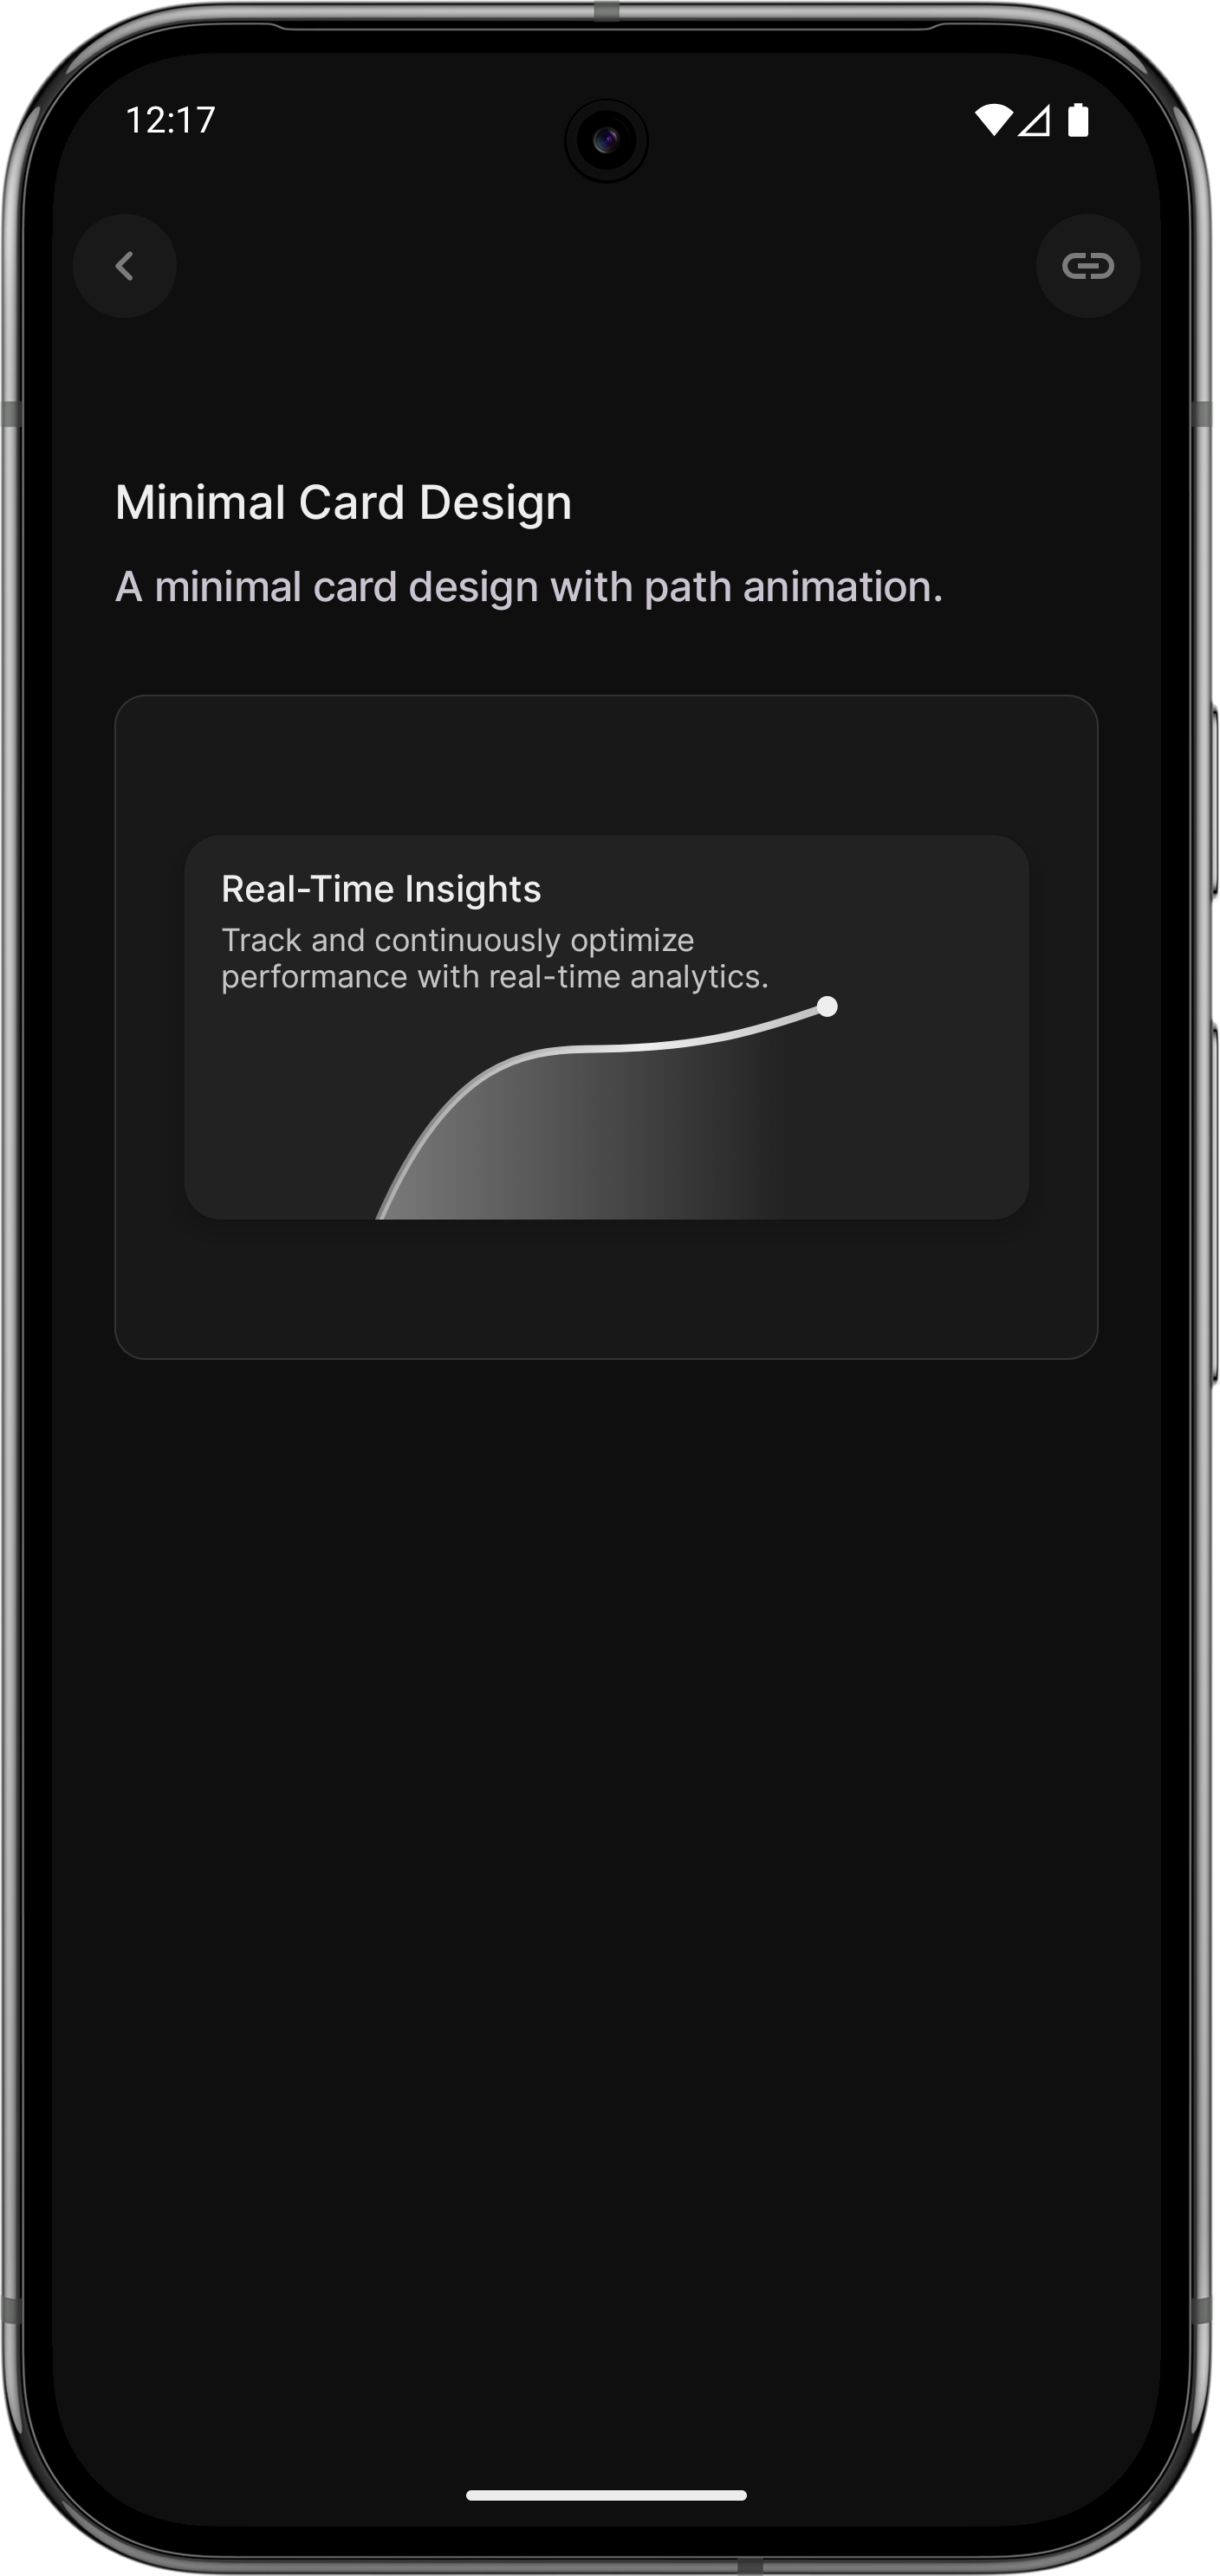 12:17
Minimal Card Design
A minimal card design with path animation.
Real-Time Insights
Track and continuously optimize
performance with real-time analytics.